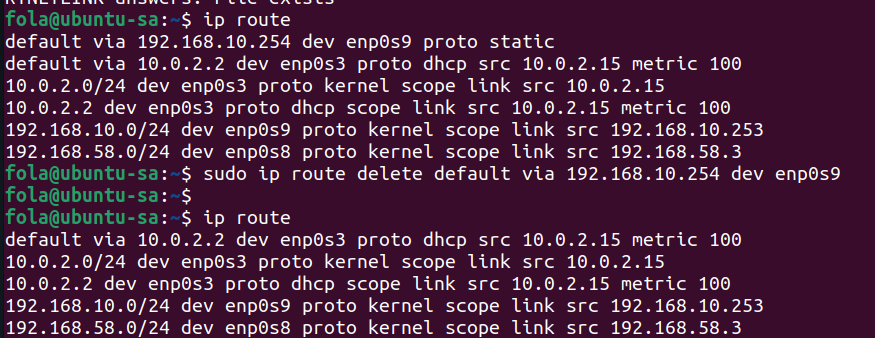 RTNETLINK answers: File exists
fola@ubuntu-sa:~$ ip route
default via 192.168.10.254 dev enp0s9 proto static
default via 10.0.2.2 dev enp0s3 proto dhcp src 10.0.2.15 metric 100
10.0.2.0/24 dev enp0s3 proto kernel scope link src 10.0.2.15
10.0.2.2 dev enp0s3 proto dhcp scope link src 10.0.2.15 metric 100
192.168.10.0/24 dev enp0s9 proto kernel scope link src 192.168.10.253
192.168.58.0/24 dev enp0s8 proto kernel scope link src 192.168.58.3
fola@ubuntu-sa:~$ sudo ip route delete default via 192.168.10.254 dev enp0s9
fola@ubuntu-sa:~$
fola@ubuntu-sa:~$ ip route
default via 10.0.2.2 dev enp0s3 proto dhcp src 10.0.2.15 metric 100
10.0.2.0/24 dev enp0s3 proto kernel scope link src 10.0.2.15
10.0.2.2 dev enp0s3 proto dhcp scope link src 10.0.2.15 metric 100
192.168.10.0/24 dev enp0s9 proto kernel scope link src 192.168.10.253
192.168.58.0/24 dev enp0s8 proto kernel scope link src 192.168.58.3